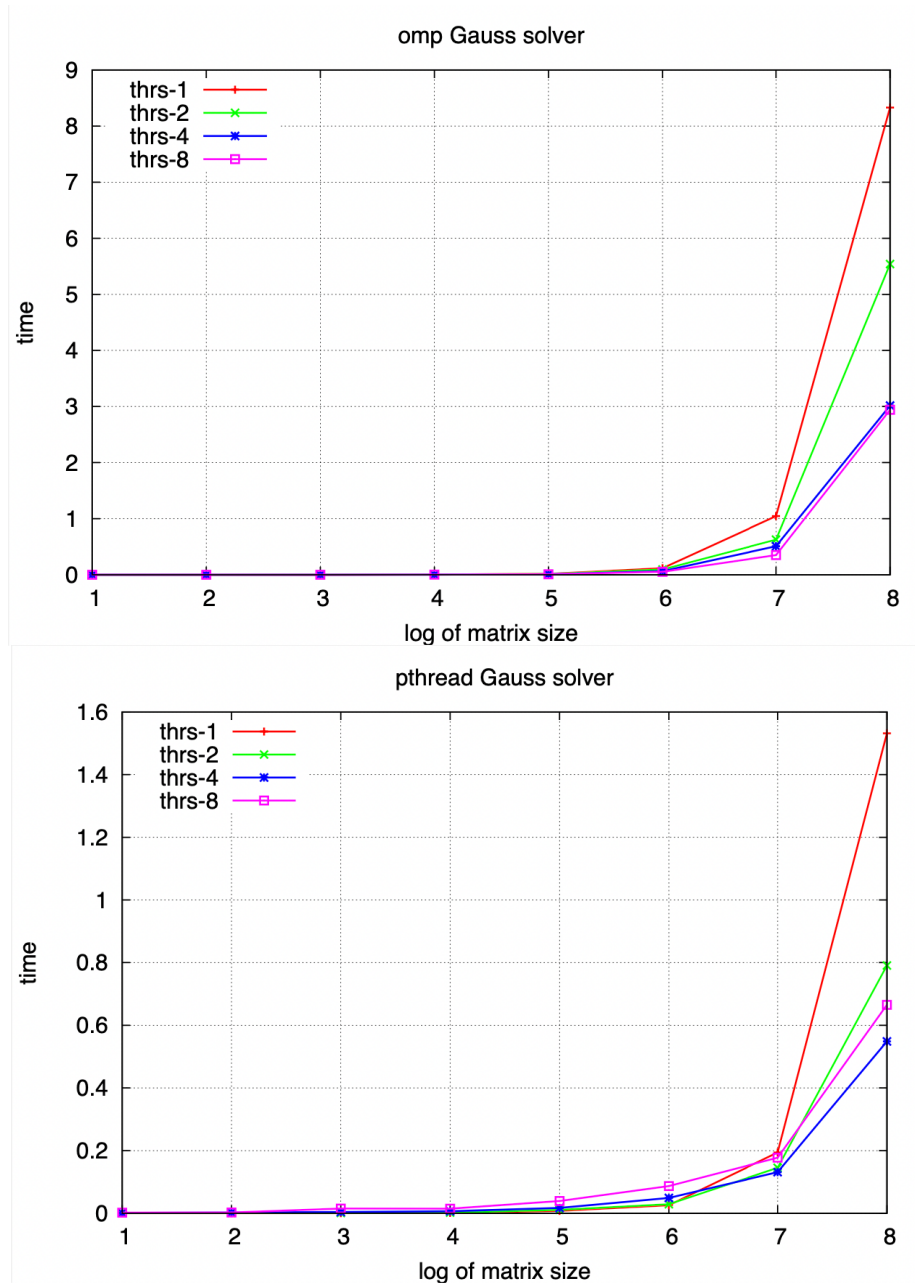 omp Gauss solver
9
8
7
6
5
4
3
2
1
0
thrs-1
thrs-2
thrs-4
thrs-8
time
1 2 3 4 5 6 7 8
log of matrix size
pthread Gauss solver
1.6
1.4
1.2
1
0.8
0.6
0.4
0.2
0
thrs-1
thrs-2
thrs-4
thrs-8
time
1 2 3 4 5 6 7 8
log of matrix size